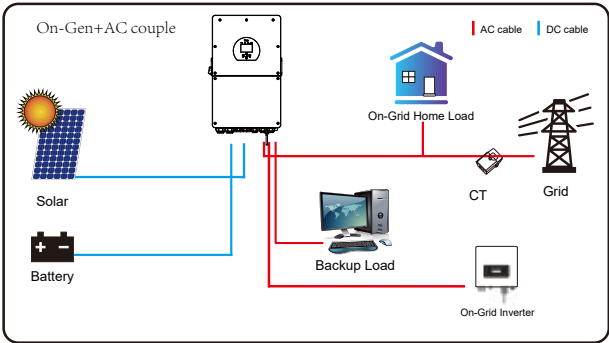 On-Gen+AC couple
AC cable
DC cable
On-Grid Home Load
Solar
CT
Grid
Battery
Backup Load
On-Grid Inverter